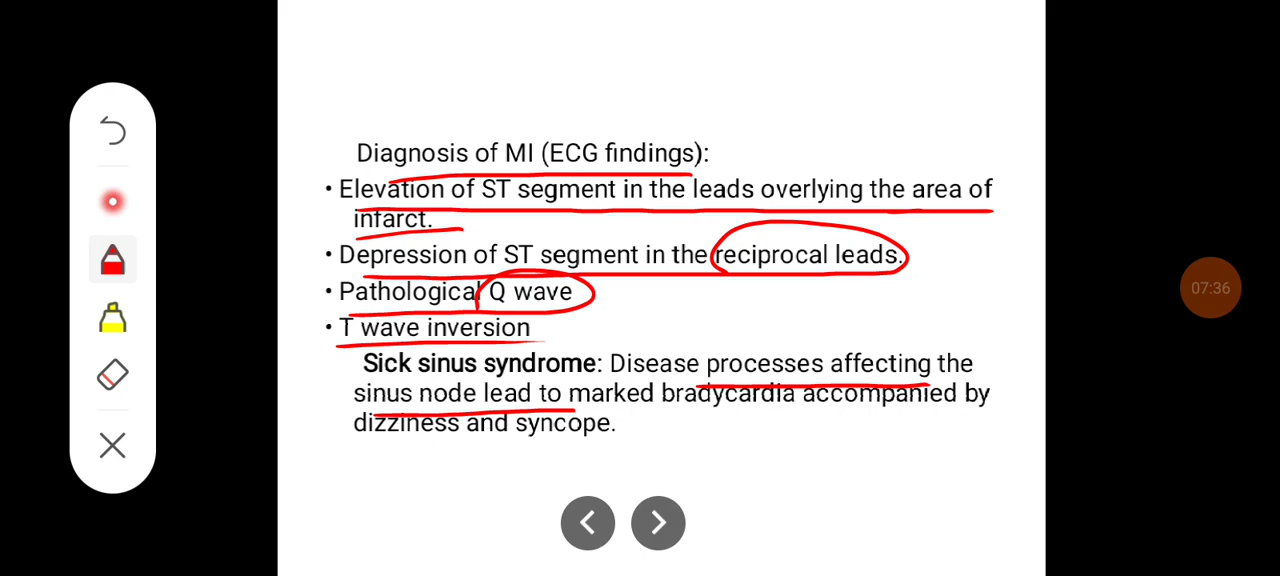 Diagnosis of MI (ECG findings):
• Elevation of ST segment in the leads overlying the area of
infarct.
• Depression of ST segment in the reciprocal leads.
• Pathological Q wave
• T wave inversion
Sick sinus syndrome: Disease processes affecting the
sinus node lead to marked bradycardia accompanied by
dizziness and syncope.
07:36